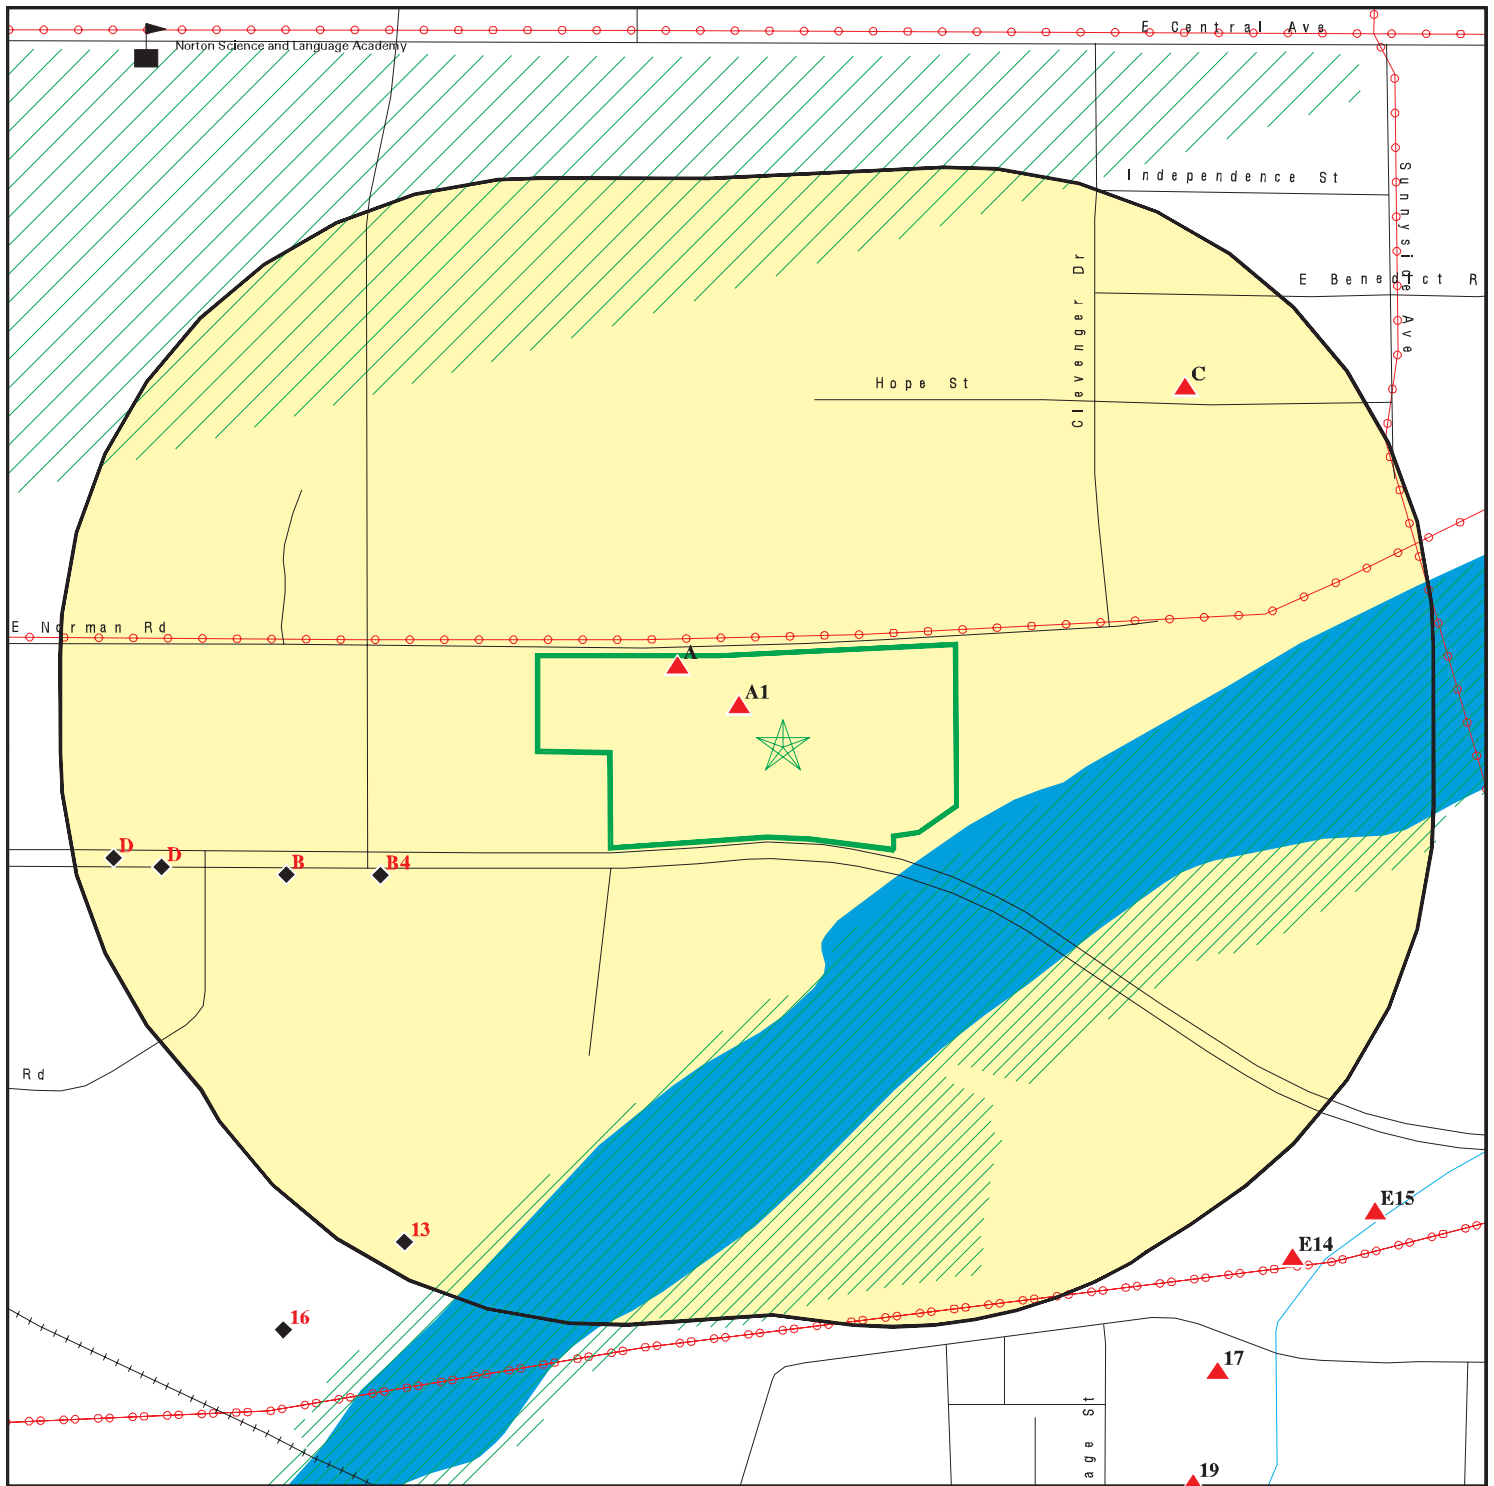 E Central Ave
Norton Science and Language Academy
Independence St
Sunnyside Ave
E Benedict R
Clevenger Dr
Hope St
C
E Norman Rd
A
A1
D
D
B
B4
Rd
13
E15
E14
16
17
age St
19